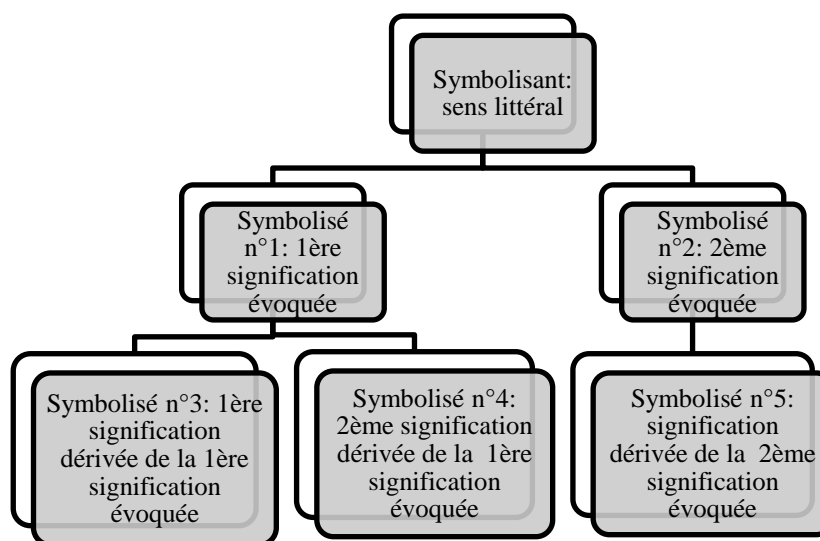 Symbolisant:
sens littéral
Symbolisé
n°1: 1ère
signification
évoquée
Symbolisé
n°2: 2ème
signification
évoquée
Symbolisé n°3: 1ère
signification
dérivée de la 1ère
signification
évoquée
Symbolisé n°4:
2ème signification
dérivée de la  1ère
signification
évoquée
Symbolisé n°5:
signification
dérivée de la  2ème
signification
évoquée